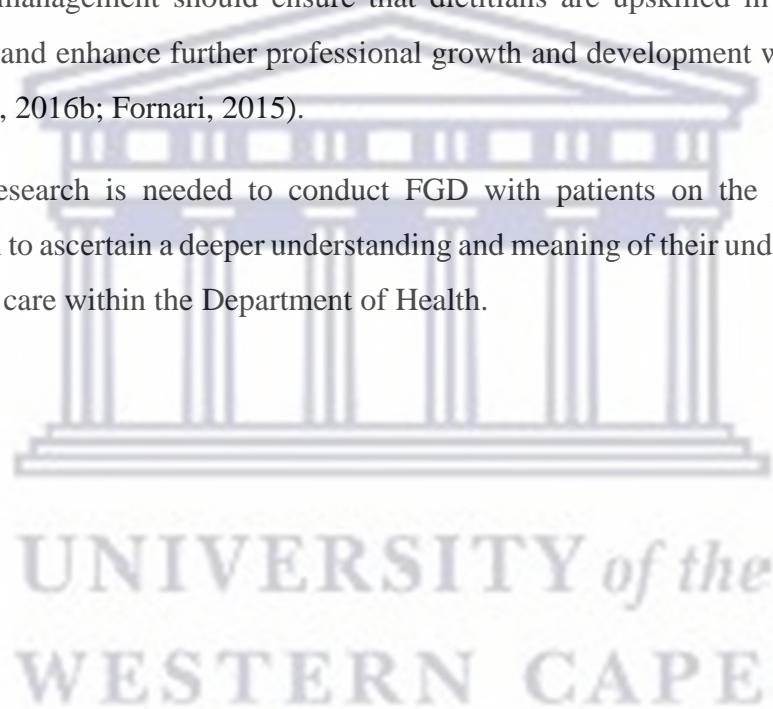 management should ensure that dietitians are upskilled in
and enhance further professional growth and development w
, 2016b; Fornari, 2015).
esearch is needed to conduct FGD with patients on the
to ascertain a deeper understanding and meaning of their und
care within the Department of Health.
UNIVERSITY of the
WESTERN CAPE